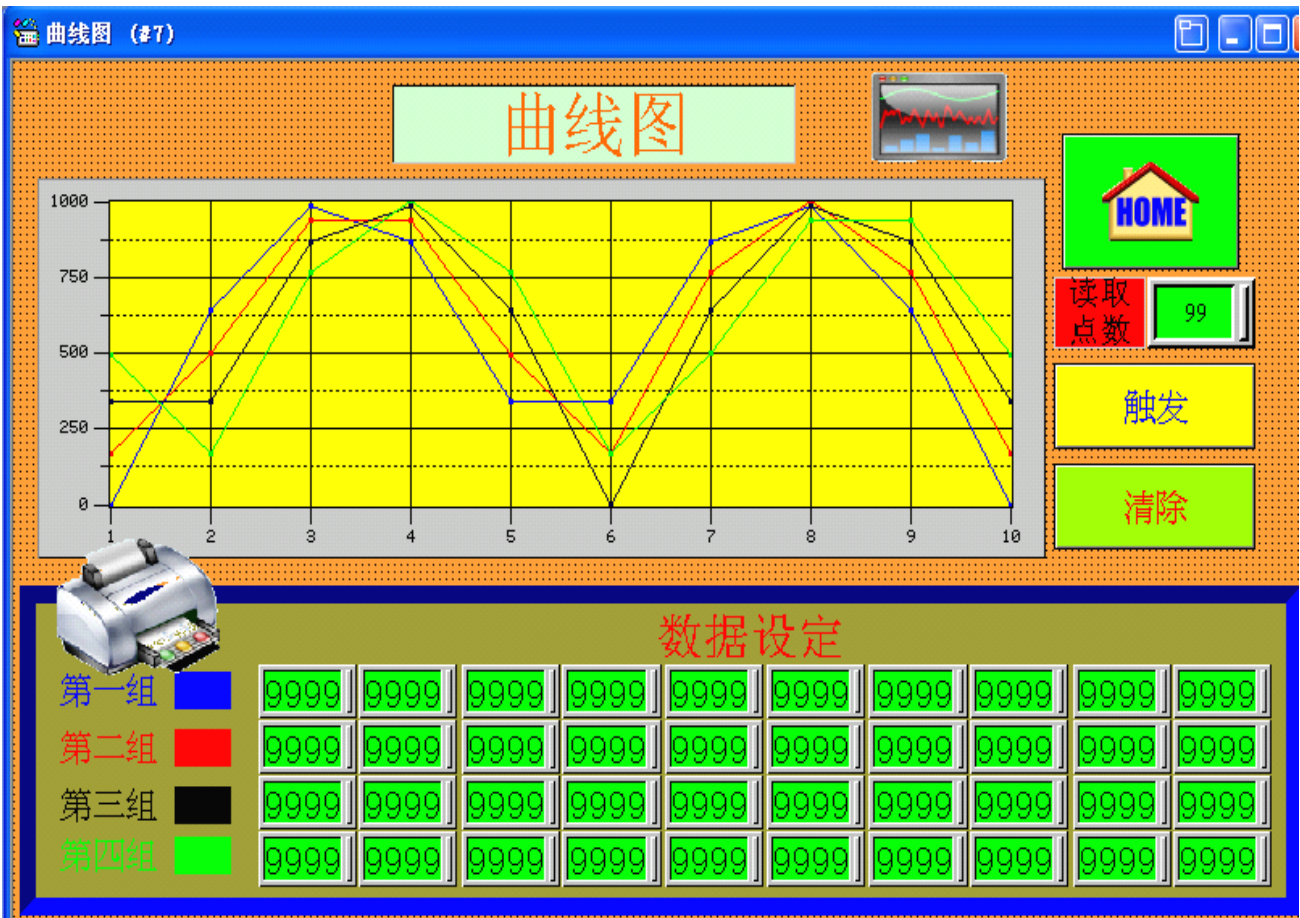 曲线图 (#7)
曲线图
HOME
1000
750
500
250
0
1 2 3 4 5 6 7 8 9 10
读取
点数
99
触发
清除
数据设定
第一组 9999 9999 9999 9999 9999 9999 9999 9999 9999 9999
第二组 9999 9999 9999 9999 9999 9999 9999 9999 9999 9999
第三组 9999 9999 9999 9999 9999 9999 9999 9999 9999 9999
第四组 9999 9999 9999 9999 9999 9999 9999 9999 9999 9999